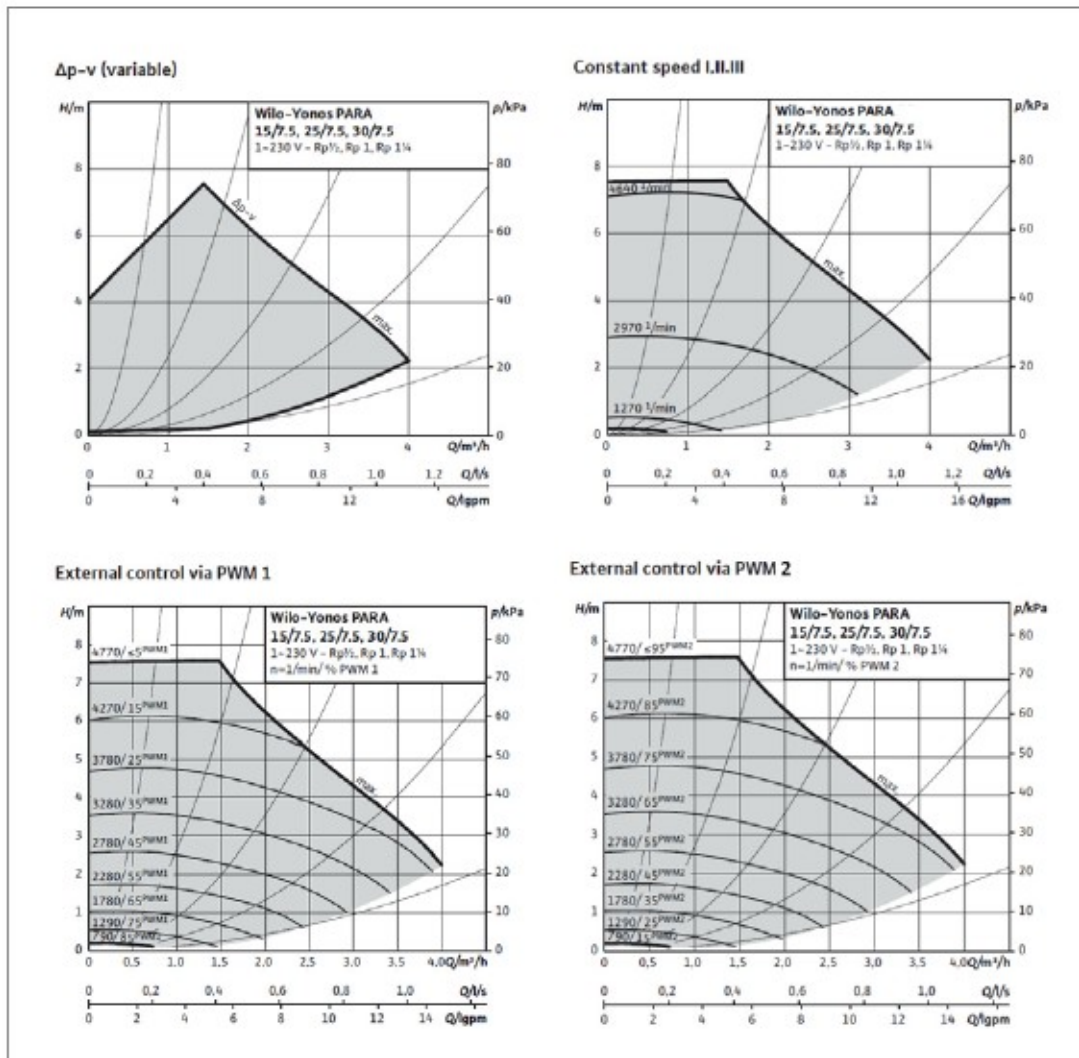 Δp-v (variable)
H/m
p/kPa
Wilo-Yonos PARA
15/7.5, 25/7.5, 30/7.5
1~230 V - Rp½, Rp 1, Rp 1¼
80
8
Δp-v
60
6
40
4
max.
20
2
0
0
0 1 2 3 4 Q/m³/h
0 0,2 0,4 0,6 0,8 1,0 1,2 Q/l/s
0 4 8 12 Q/lgpm
Constant speed I.II.III
H/m
p/kPa
Wilo-Yonos PARA
15/7.5, 25/7.5, 30/7.5
1~230 V - Rp½, Rp 1, Rp 1¼
80
8
4640 1/min
60
6
max.
40
4
2970 1/min
20
2
1270 1/min
0
0
0 1 2 3 4 Q/m³/h
0 0,2 0,4 0,6 0,8 1,0 1,2 Q/l/s
0 4 8 12 16 Q/lgpm
External control via PWM 1
H/m
p/kPa
Wilo-Yonos PARA
15/7.5, 25/7.5, 30/7.5
1~230 V - Rp½, Rp 1, Rp 1¼
n=1/min/ % PWM 1
80
8
4770/ ≤5PWM1
70
7
4270/ 15PWM1
60
6
50
5
3780/ 25PWM1
max.
40
4
3280/ 35PWM1
30
3
2780/ 45PWM1
20
2
2280/ 55PWM1
1780/ 65PWM1
10
1
1290/ 75PWM1
790/ 85PWM2
0
0
0 0,5 1,0 1,5 2,0 2,5 3,0 3,5 4,0 Q/m³/h
0 0,2 0,4 0,6 0,8 1,0 Q/l/s
0 2 4 6 8 10 12 14 Q/lgpm
External control via PWM 2
H/m
p/kPa
Wilo-Yonos PARA
15/7.5, 25/7.5, 30/7.5
1~230 V - Rp½, Rp 1, Rp 1¼
n=1/min/ % PWM 2
80
8
4770/ ≤95PWM2
70
7
4270/ 85PWM2
60
6
50
5
3780/ 75PWM2
max.
40
4
3280/ 65PWM2
30
3
2780/ 55PWM2
20
2
2280/ 45PWM2
1780/ 35PWM2
10
1
1290/ 25PWM2
790/ 15PWM2
0
0
0 0,5 1,0 1,5 2,0 2,5 3,0 3,5 4,0 Q/m³/h
0 0,2 0,4 0,6 0,8 1,0 Q/l/s
0 2 4 6 8 10 12 14 Q/lgpm